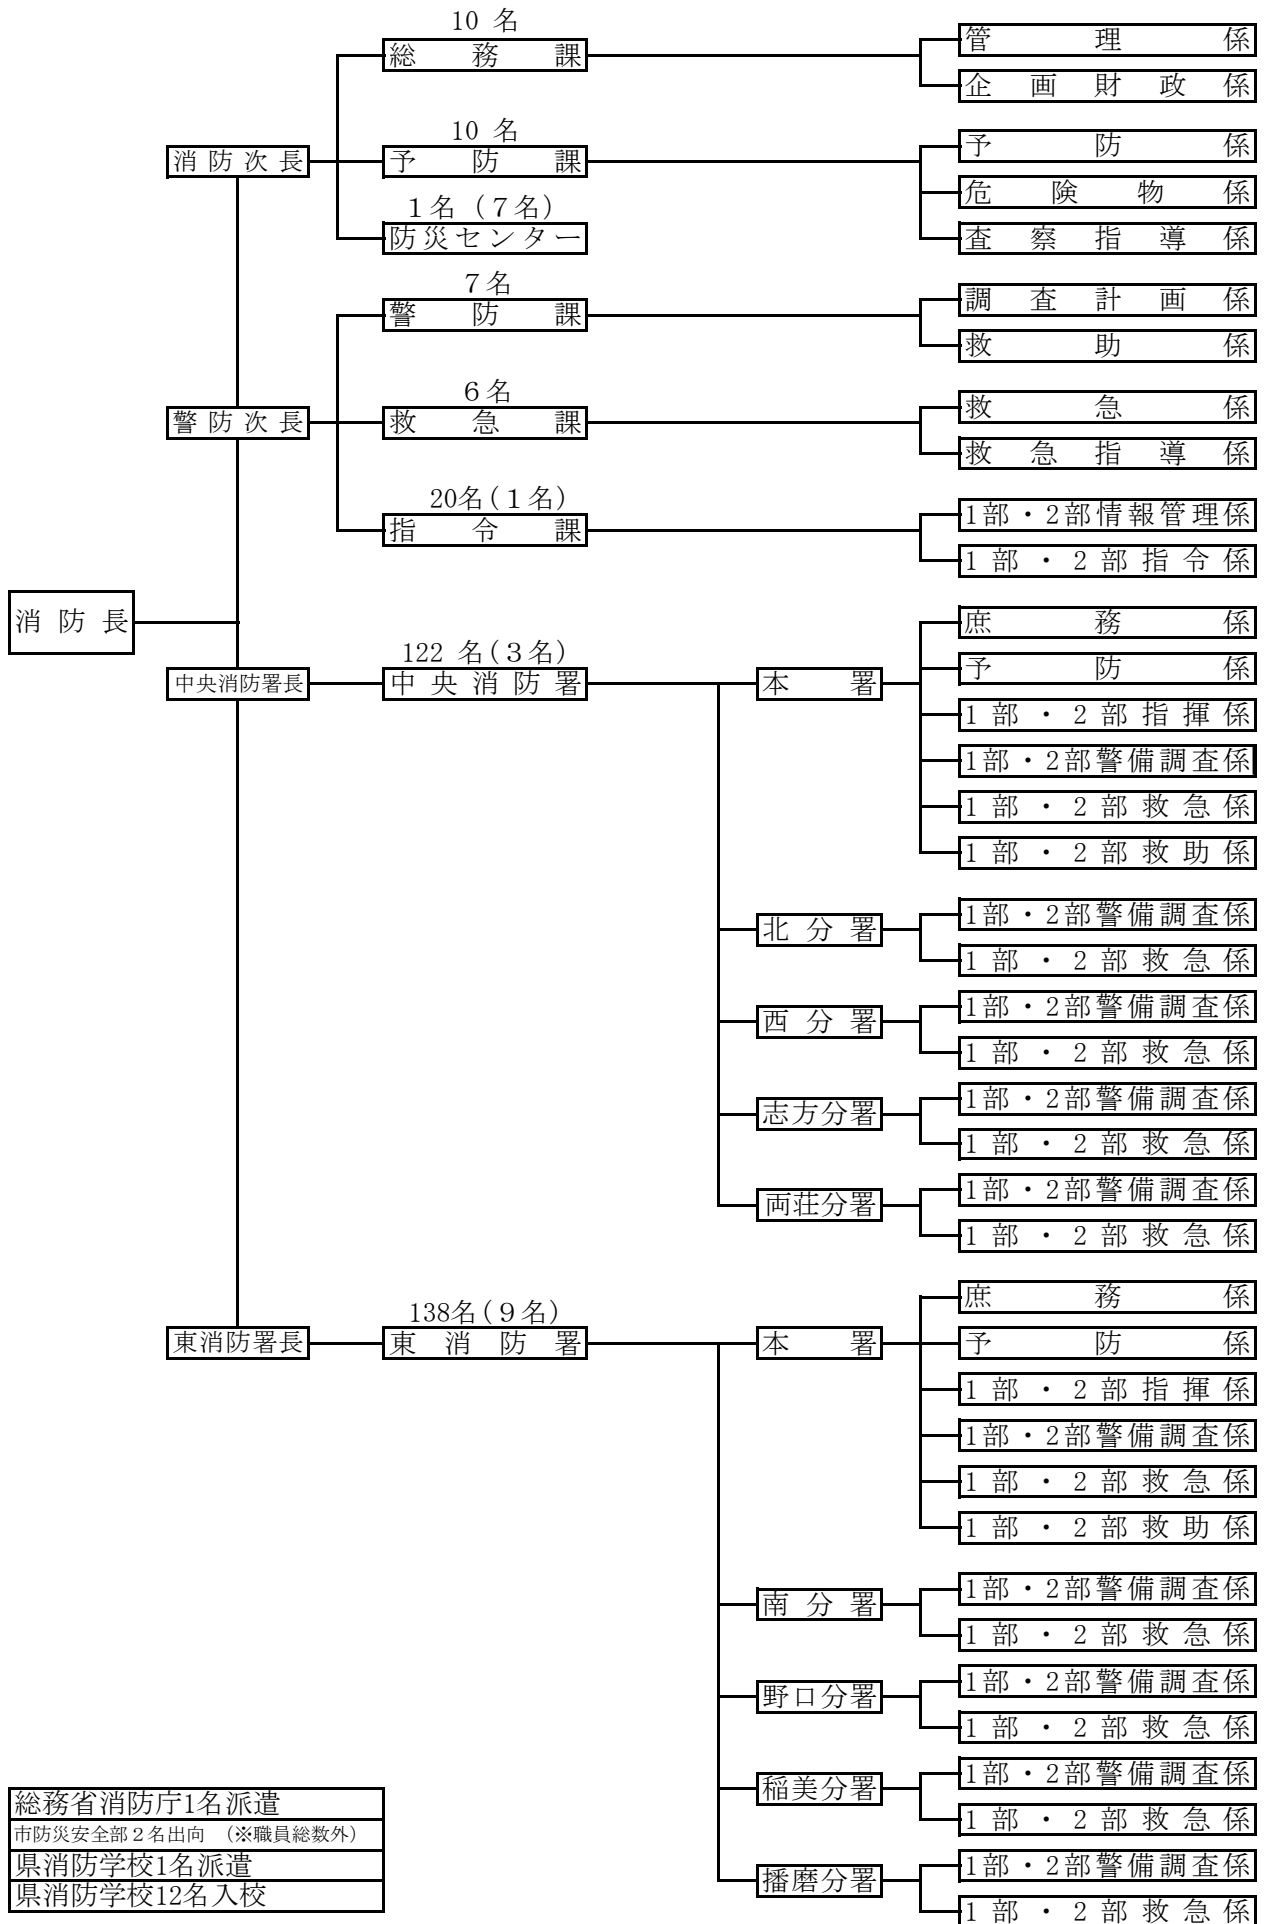 10 名
総務課
管理係
企画財政係
10 名
消防次長
予防課
予防係
危険物係
査察指導係
１名（７名）
防災センター
７名
警防課
調査計画係
救助係
６名
警防次長
救急課
救急係
救急指導係
20名(１名)
指令課
1部・2部情報管理係
1部・2部指令係
消防長
122 名(３名)
中央消防署長
中央消防署
本署
庶務係
予防係
1部・2部指揮係
1部・2部警備調査係
1部・2部救急係
1部・2部救助係
北分署
1部・2部警備調査係
1部・2部救急係
西分署
1部・2部警備調査係
1部・2部救急係
志方分署
1部・2部警備調査係
1部・2部救急係
両荘分署
1部・2部警備調査係
1部・2部救急係
138名(９名)
東消防署長
東消防署
本署
庶務係
予防係
1部・2部指揮係
1部・2部警備調査係
1部・2部救急係
1部・2部救助係
南分署
1部・2部警備調査係
1部・2部救急係
野口分署
1部・2部警備調査係
1部・2部救急係
稲美分署
1部・2部警備調査係
1部・2部救急係
播磨分署
1部・2部警備調査係
1部・2部救急係
総務省消防庁1名派遣
市防災安全部２名出向　（※職員総数外）
県消防学校1名派遣
県消防学校12名入校